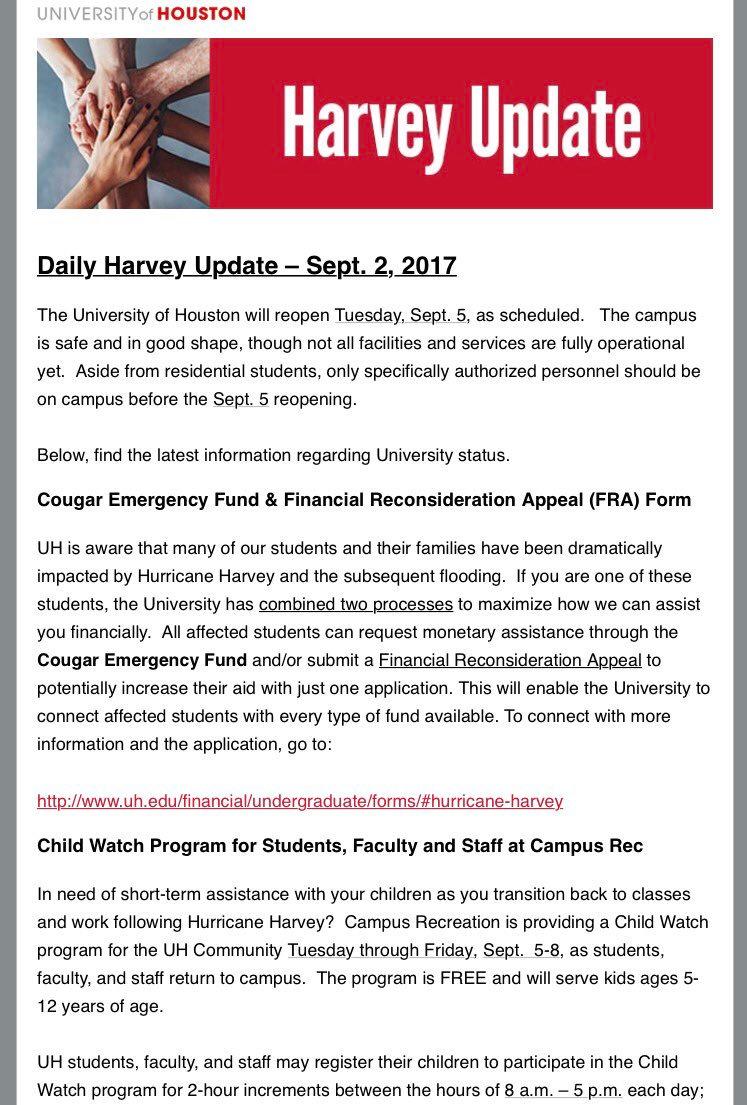 UNIVERSITY of HOUSTON
Harvey Update
Daily Harvey Update – Sept. 2, 2017
The University of Houston will reopen Tuesday, Sept. 5, as scheduled.   The campus
is safe and in good shape, though not all facilities and services are fully operational
yet.  Aside from residential students, only specifically authorized personnel should be
on campus before the Sept. 5 reopening.
Below, find the latest information regarding University status.
Cougar Emergency Fund & Financial Reconsideration Appeal (FRA) Form
UH is aware that many of our students and their families have been dramatically
impacted by Hurricane Harvey and the subsequent flooding.  If you are one of these
students, the University has combined two processes to maximize how we can assist
you financially.  All affected students can request monetary assistance through the
Cougar Emergency Fund and/or submit a Financial Reconsideration Appeal to
potentially increase their aid with just one application. This will enable the University to
connect affected students with every type of fund available. To connect with more
information and the application, go to:
http://www.uh.edu/financial/undergraduate/forms/#hurricane-harvey
Child Watch Program for Students, Faculty and Staff at Campus Rec
In need of short-term assistance with your children as you transition back to classes
and work following Hurricane Harvey?  Campus Recreation is providing a Child Watch
program for the UH Community Tuesday through Friday, Sept.  5-8, as students,
faculty, and staff return to campus.  The program is FREE and will serve kids ages 5-
12 years of age.
UH students, faculty, and staff may register their children to participate in the Child
Watch program for 2-hour increments between the hours of 8 a.m. – 5 p.m. each day;